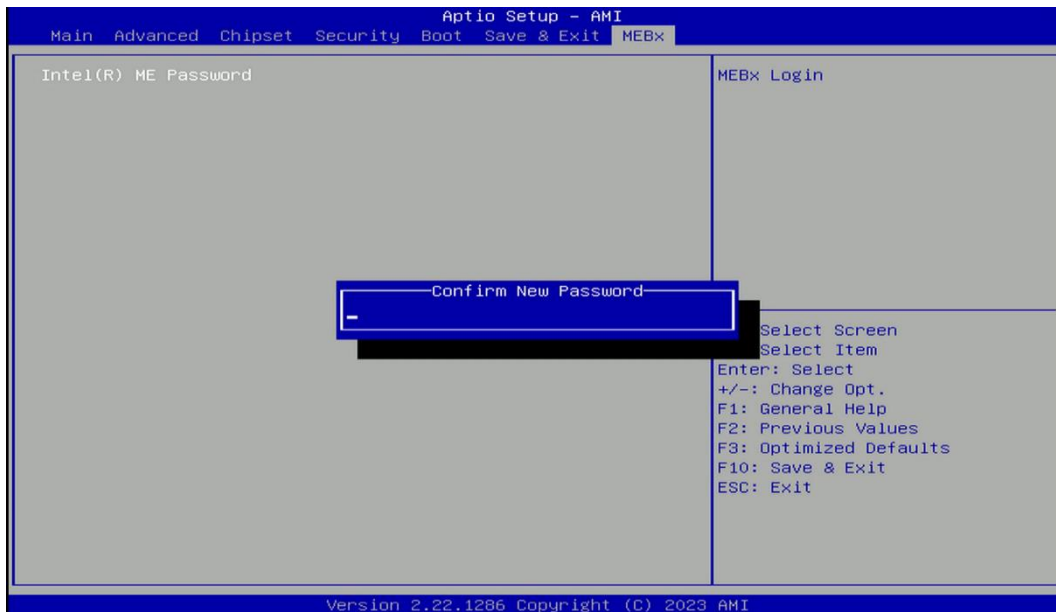 Aptio Setup – AMI
Main Advanced Chipset Security Boot Save & Exit MEBx
Intel(R) ME Password
MEBx Login
Confirm New Password
Select Screen
Select Item
Enter: Select
+/-: Change Opt.
F1: General Help
F2: Previous Values
F3: Optimized Defaults
F10: Save & Exit
ESC: Exit
Version 2.22.1286 Copyright (C) 2023 AMI